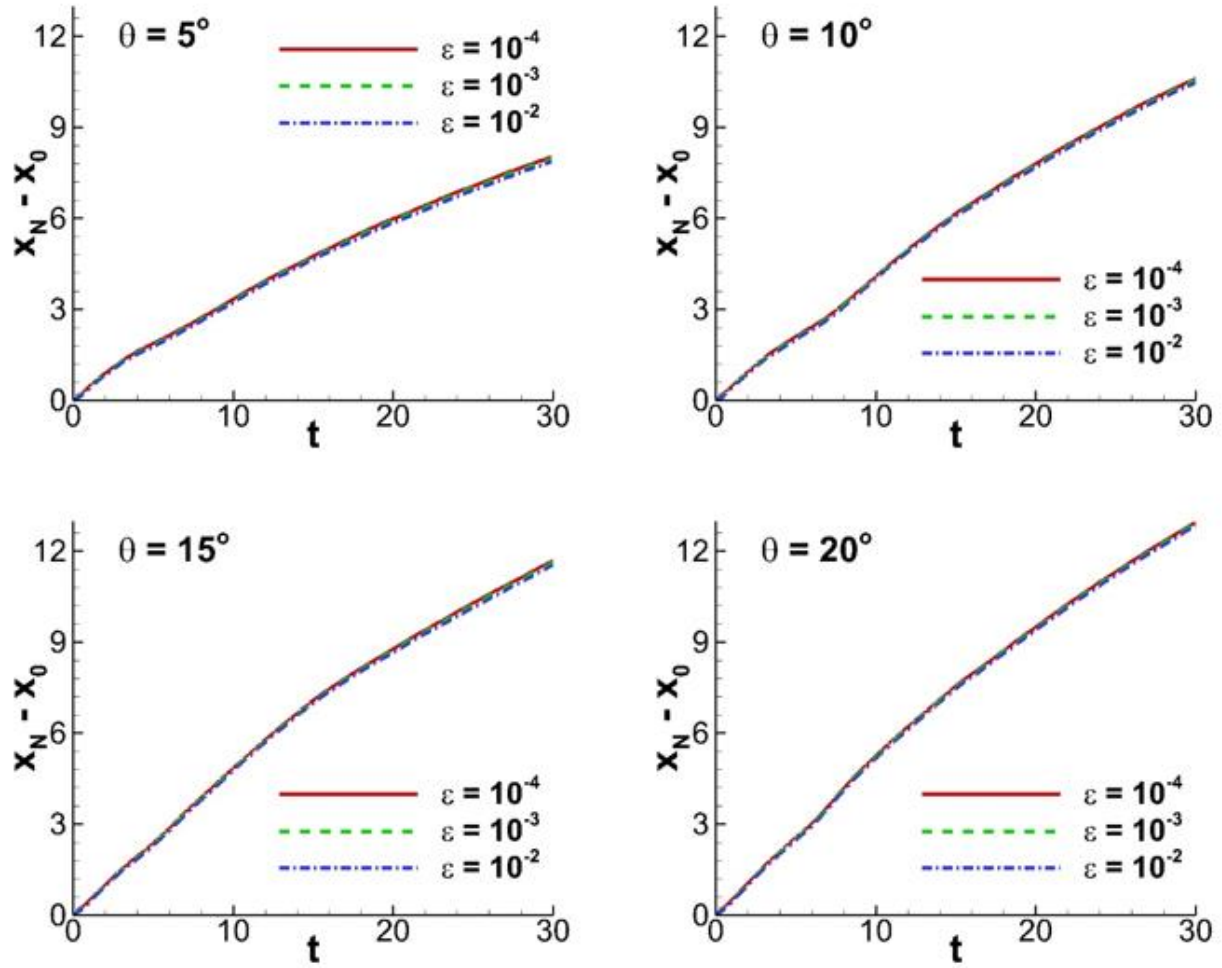 θ = 5°
ε = 10⁻⁴
ε = 10⁻³
ε = 10⁻²
12
9
6
3
0
x_N - x_0
0 10 20 30
t
θ = 10°
12
9
6
3
0
x_N - x_0
ε = 10⁻⁴
ε = 10⁻³
ε = 10⁻²
0 10 20 30
t
θ = 15°
12
9
6
3
0
x_N - x_0
ε = 10⁻⁴
ε = 10⁻³
ε = 10⁻²
0 10 20 30
t
θ = 20°
12
9
6
3
0
x_N - x_0
ε = 10⁻⁴
ε = 10⁻³
ε = 10⁻²
0 10 20 30
t